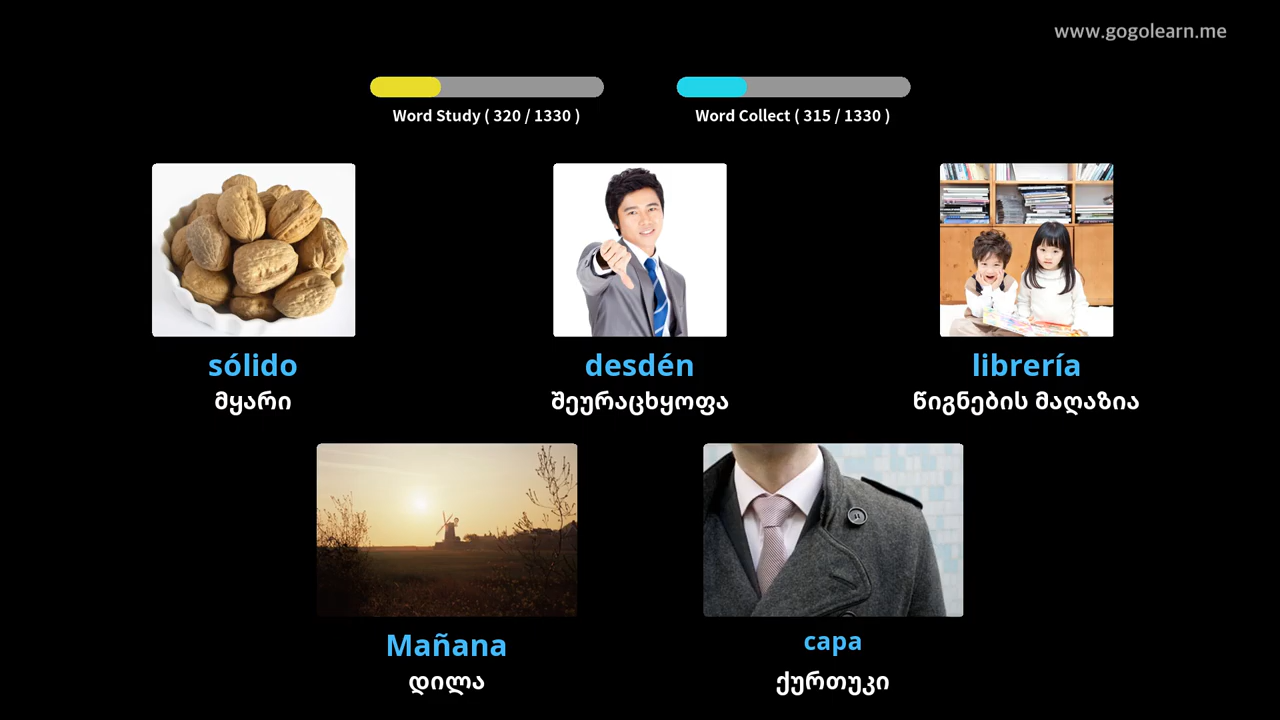 www.gogolearn.me
Word Study ( 320 / 1330 )
Word Collect ( 315 / 1330 )
sólido
მყარი
desdén
შეურაცხყოფა
librería
წიგნების მაღაზია
Mañana
დილა
capa
ქურთუკი